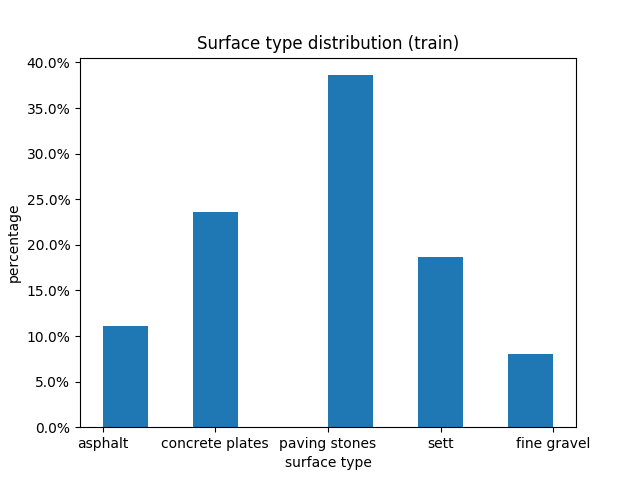 Surface type distribution (train)
40.0%
35.0%
30.0%
25.0%
20.0%
15.0%
10.0%
5.0%
0.0%
percentage
asphalt concrete plates paving stones sett fine gravel
surface type